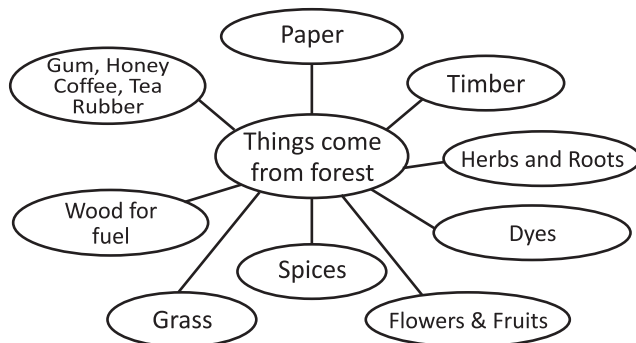 Paper
Gum, Honey
Coffee, Tea
Rubber
Timber
Things come
from forest
Herbs and Roots
Wood for
fuel
Dyes
Spices
Grass
Flowers & Fruits